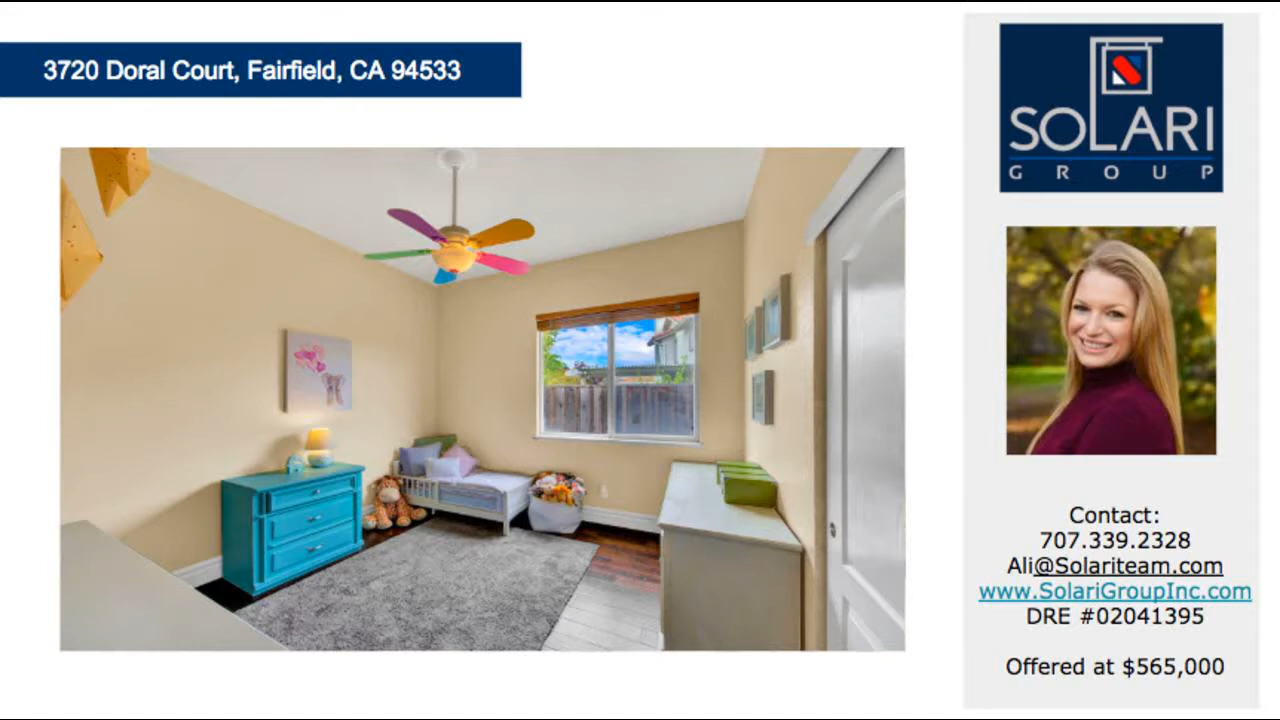 3720 Doral Court, Fairfield, CA 94533
SOLARI
GROUP
Contact:
707.339.2328
Ali@Solariteam.com
www.SolariGroupInc.com
DRE #02041395
Offered at $565,000